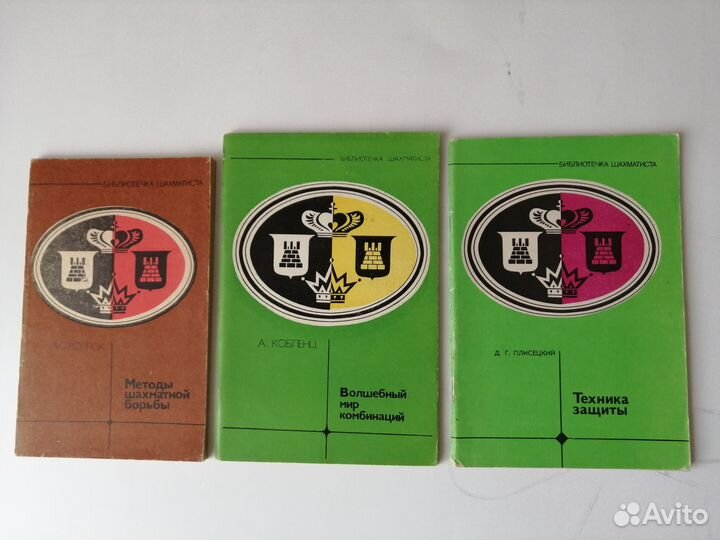 БИБЛИОТЕЧКА ШАХМАТИСТА
Методы
шахматной
борьбы
БИБЛИОТЕЧКА ШАХМАТИСТА
А. КОБЛЕНЦ
Волшебный
мир
комбинаций
БИБЛИОТЕЧКА ШАХМАТИСТА
Д. Г. ПЛИСЕЦКИЙ
Техника
защиты
Avito